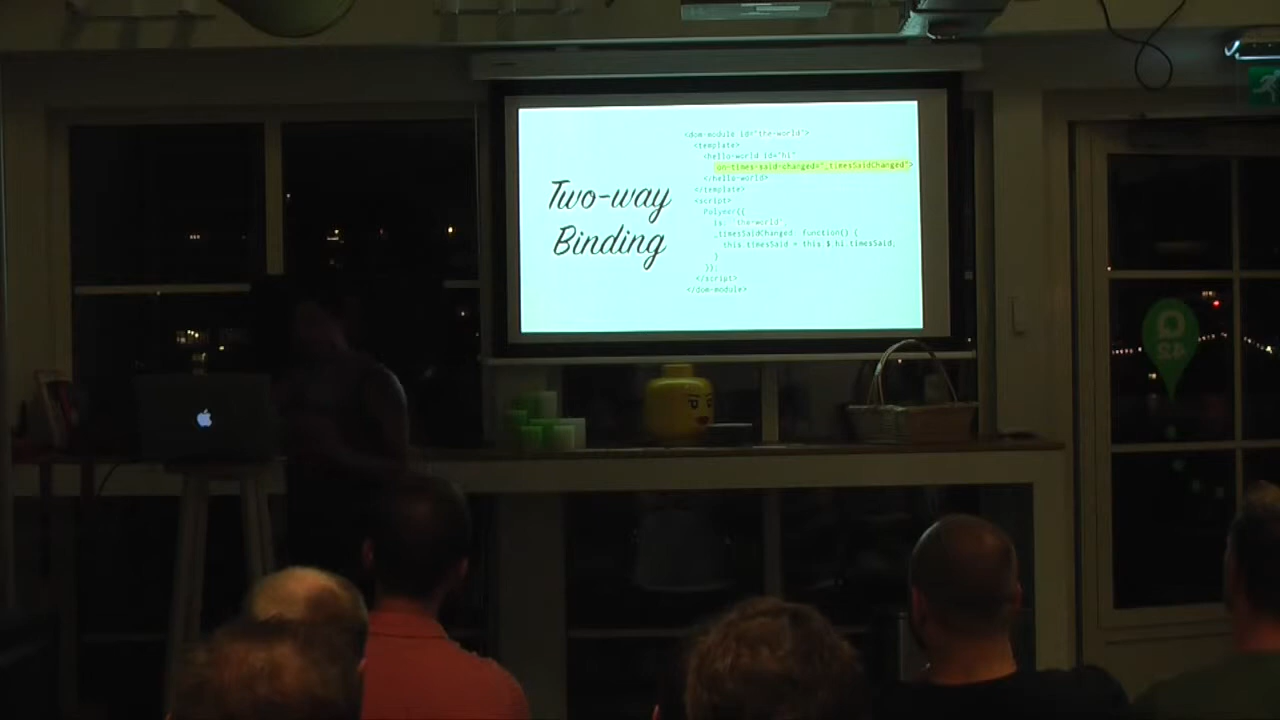 Two-way
Binding
<dom-module id="the-world">
<template>
<hello-world id="hi"
on-times-said-changed="_timesSaidChanged">
</hello-world>
</template>
<script>
Polymer({
is: 'the-world',
_timesSaidChanged: function() {
this.timesSaid = this.$.hi.timesSaid;
}
});
</script>
</dom-module>
Q
42